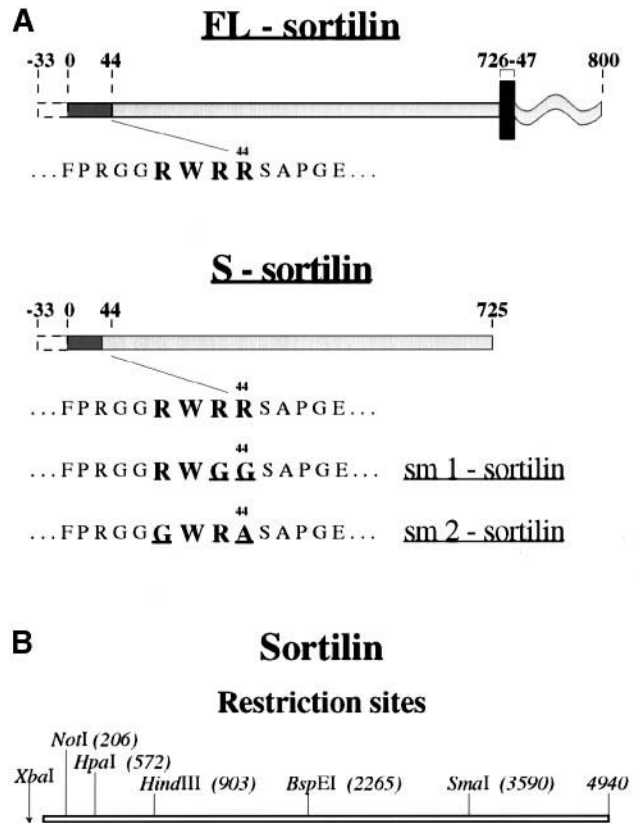 A
FL - sortilin
-33 0 44 726-47 800
44
...FPRGGRWRRSAPGE...
S - sortilin
-33 0 44 725
44
...FPRGGRWRRSAPGE...
44
...FPRGGRWGGSAPGE... sm 1 - sortilin
44
...FPRGGGWRASAPGE... sm 2 - sortilin
B
Sortilin
Restriction sites
NotI (206)
HpaI (572)
XbaI HindIII (903) BspEI (2265) SmaI (3590) 4940